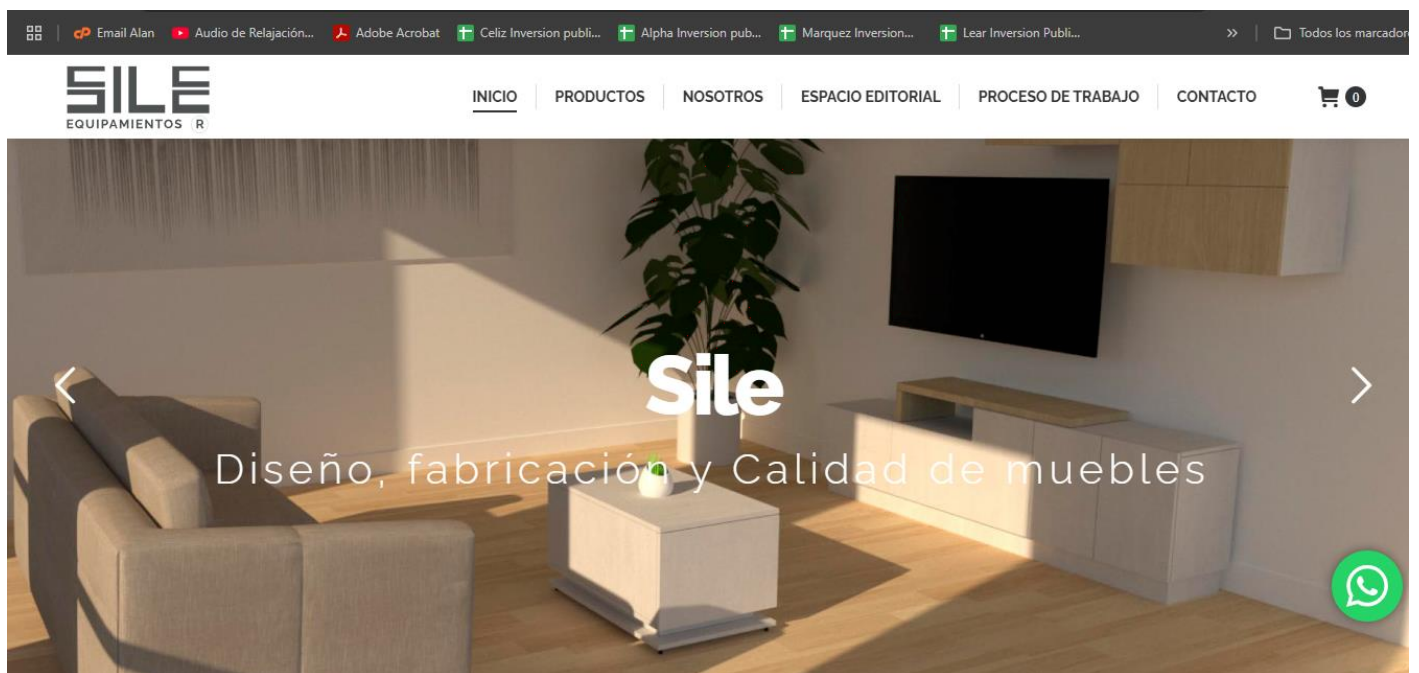 Email Alan Audio de Relajación... Adobe Acrobat Celiz Inversion publi... Alpha Inversion pub... Marquez Inversion... Lear Inversion Publi... » Todos los marcadore
SILE
EQUIPAMIENTOS (R)
INICIO PRODUCTOS NOSOTROS ESPACIO EDITORIAL PROCESO DE TRABAJO CONTACTO 0
Sile
Diseño, fabricación y Calidad de muebles